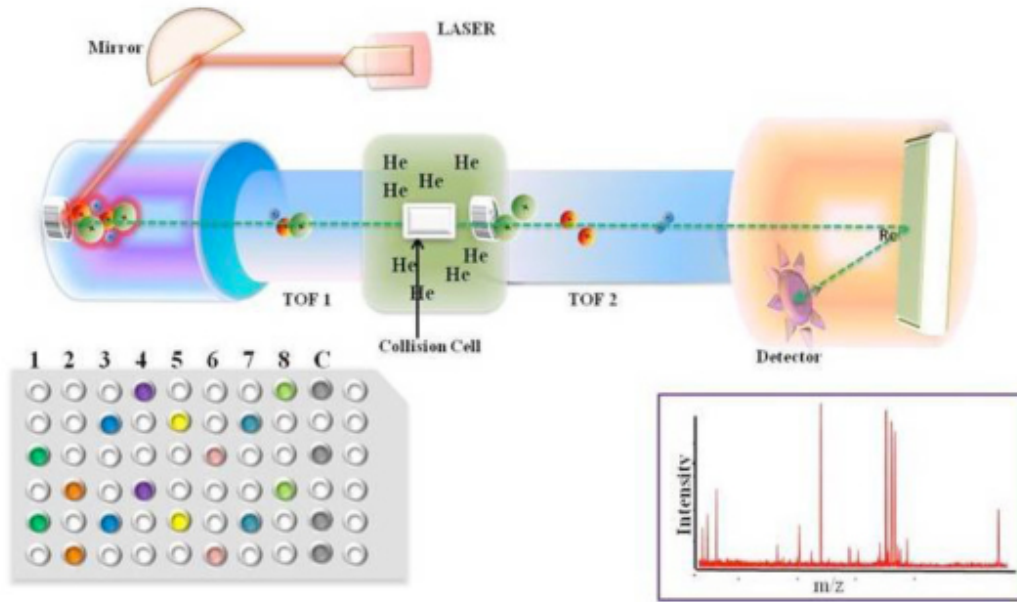 LASER
Mirror
He
He
He
He
He
He
He
He
Re
TOF 1
TOF 2
Collision Cell
Detector
1 2 3 4 5 6 7 8 C
Intensity
m/z